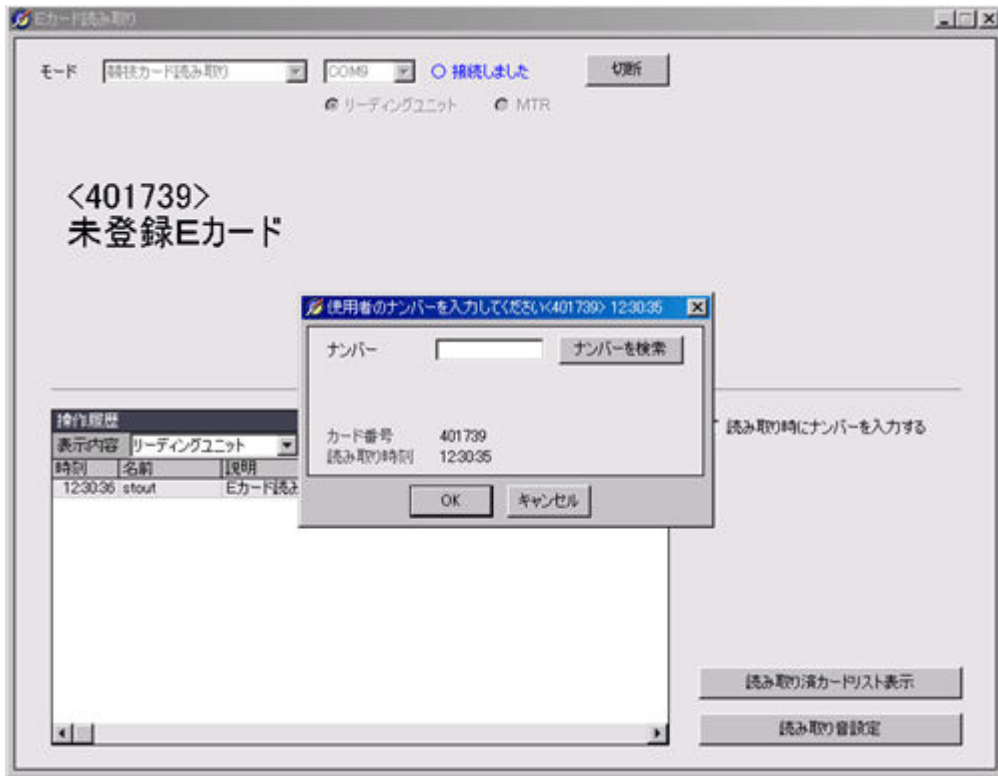 Eカード読み取り
モード 競技カード読み取り COM9 接続しました 切断
リーディングユニット MTR
<401739>
未登録Eカード
使用者のナンバーを入力してください<401739> 12:30:35
ナンバー ナンバーを検索
カード番号 401739
読み取り時刻 12:30:35
OK キャンセル
操作履歴
表示内容 リーディングユニット
時刻 名前 説明
12:30:36 stout Eカード読み
読み取り時にナンバーを入力する
読み取り済カードリスト表示
読み取り音設定